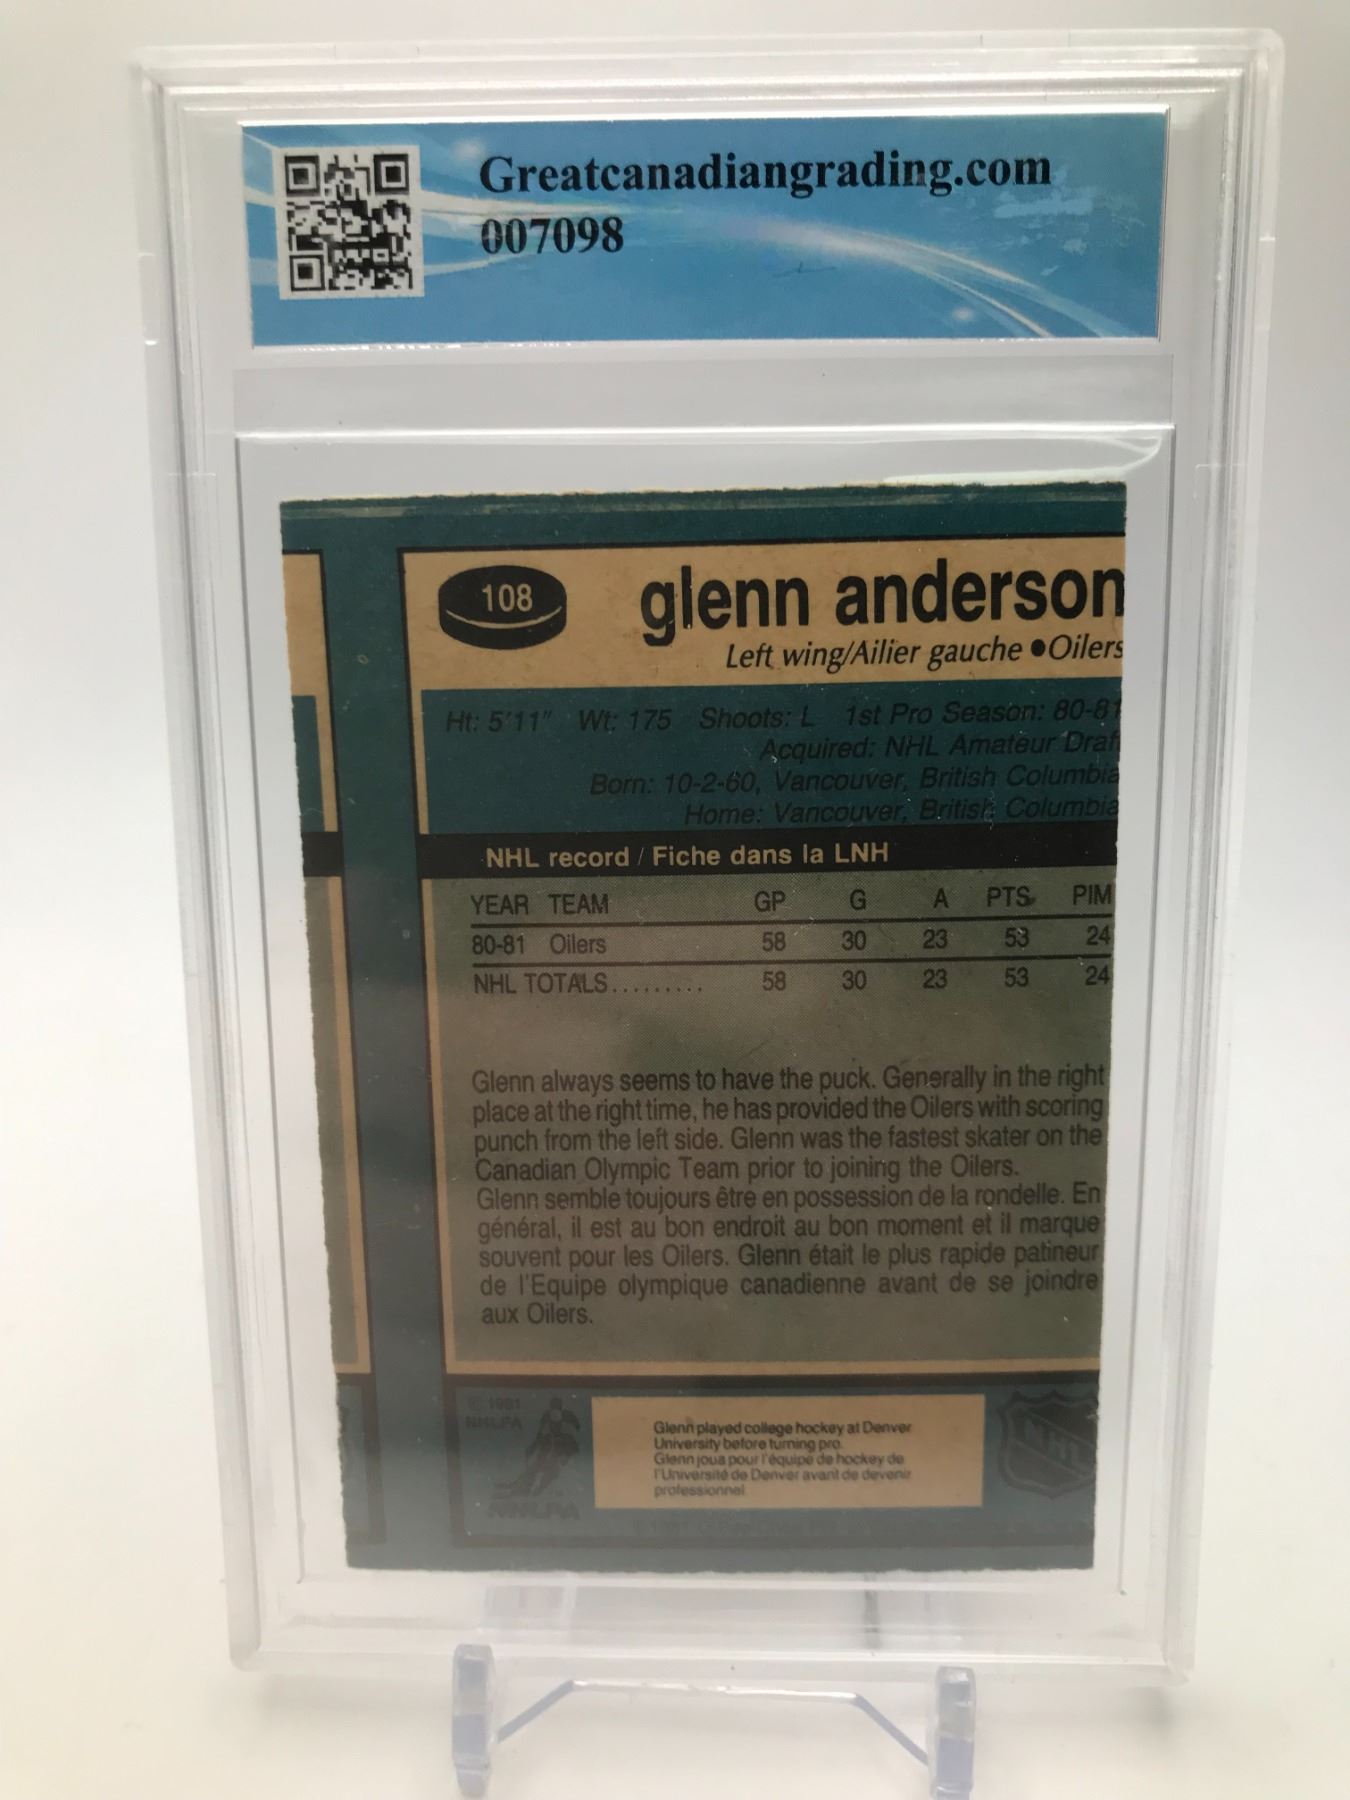 Greatcanadiangrading.com
007098
108
glenn anderson
Left wing/Ailier gauche ●Oilers
Ht: 5'11" Wt: 175 Shoots: L 1st Pro Season: 80-81
Acquired: NHL Amateur Draf
Born: 10-2-60, Vancouver, British Columbia
Home: Vancouver, British Columbia
NHL record / Fiche dans la LNH
YEAR TEAM GP G A PTS. PIM
80-81 Oilers 58 30 23 53 24
NHL TOTALS......... 58 30 23 53 24
Glenn always seems to have the puck. Generally in the right
place at the right time, he has provided the Oilers with scoring
punch from the left side. Glenn was the fastest skater on the
Canadian Olympic Team prior to joining the Oilers.
Glenn semble toujours être en possession de la rondelle. En
général, il est au bon endroit au bon moment et il marque
souvent pour les Oilers. Glenn était le plus rapide patineur
de l'Equipe olympique canadienne avant de se joindre
aux Oilers.
© 1981
NHLPA
NHLPA
Glenn played college hockey at Denver
University before turning pro.
Glenn joua pour l'équipe de hockey de
l'Université de Denver avant de devenir
professionnel
NHL